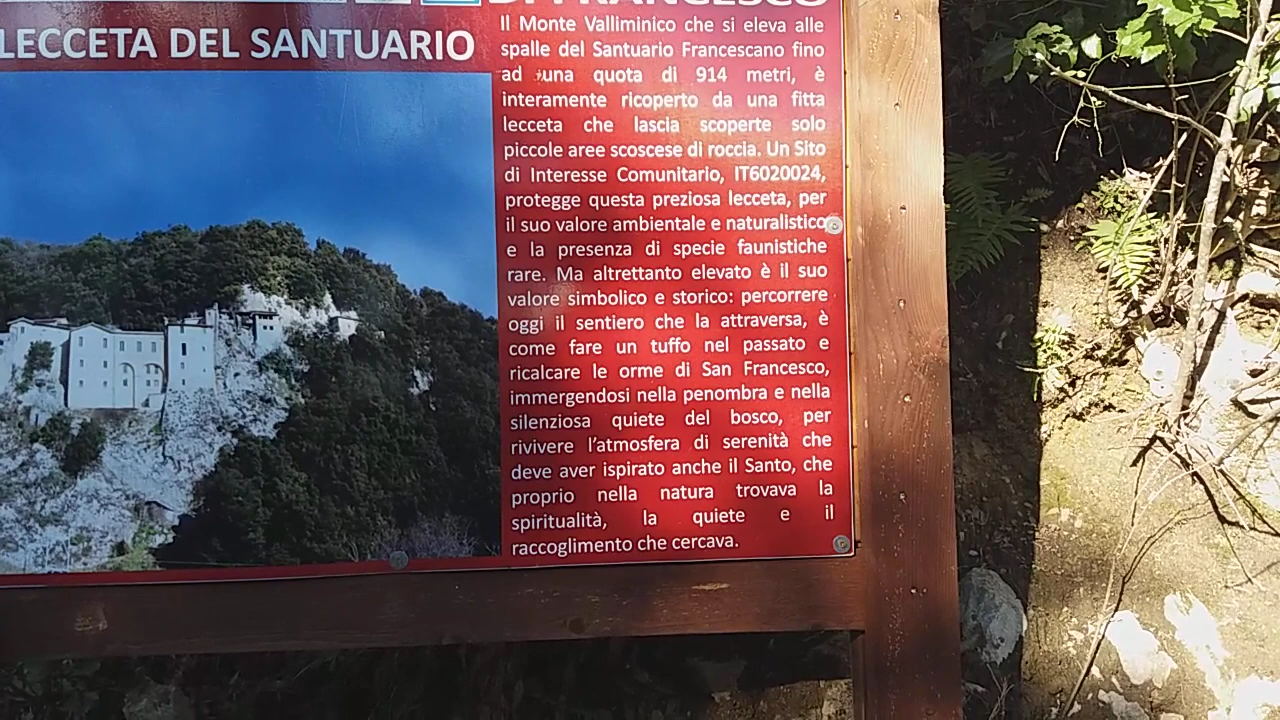 DI FRANCESCO
LECCETA DEL SANTUARIO
Il Monte Valliminico che si eleva alle
spalle del Santuario Francescano fino
ad una quota di 914 metri, è
interamente ricoperto da una fitta
lecceta che lascia scoperte solo
piccole aree scoscese di roccia. Un Sito
di Interesse Comunitario, IT6020024,
protegge questa preziosa lecceta, per
il suo valore ambientale e naturalistico
e la presenza di specie faunistiche
rare. Ma altrettanto elevato è il suo
valore simbolico e storico: percorrere
oggi il sentiero che la attraversa, è
come fare un tuffo nel passato e
ricalcare le orme di San Francesco,
immergendosi nella penombra e nella
silenziosa quiete del bosco, per
rivivere l'atmosfera di serenità che
deve aver ispirato anche il Santo, che
proprio nella natura trovava la
spiritualità, la quiete e il
raccoglimento che cercava.